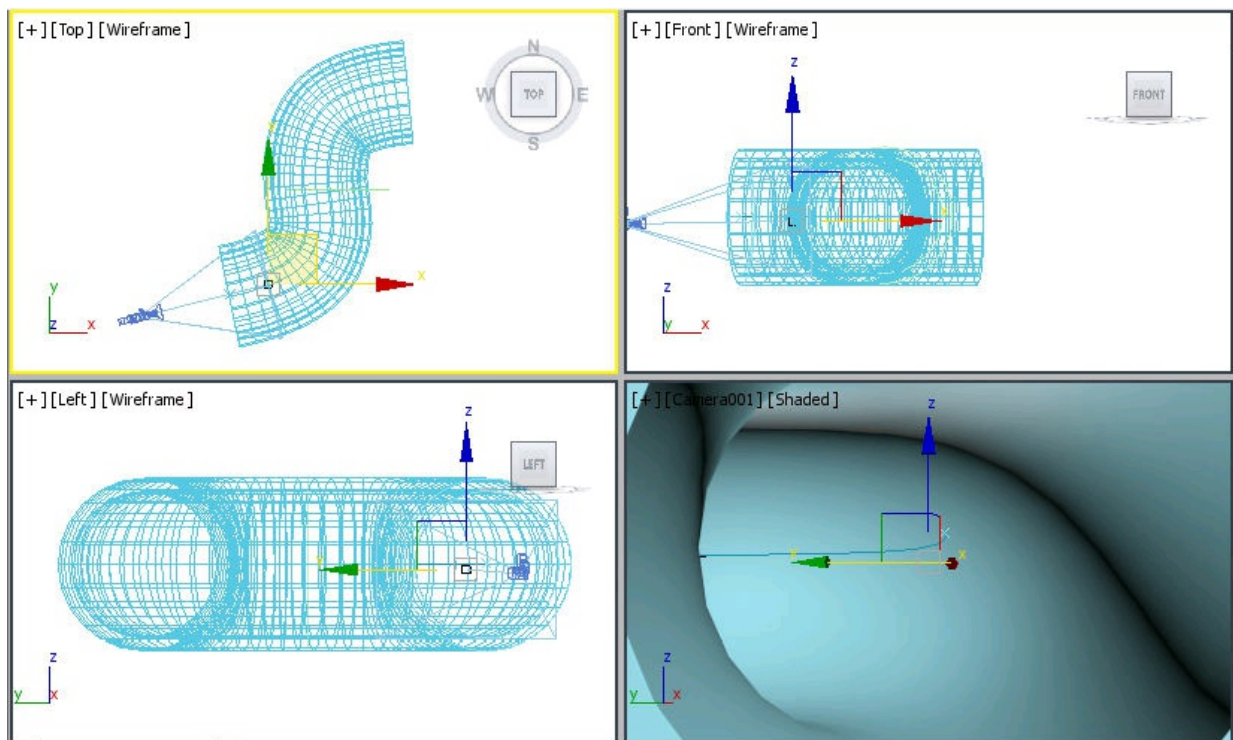 [+] [Top] [Wireframe]
N
W TOP E
S
y
x
y
z x
[+] [Front] [Wireframe]
FRONT
z
x
z
y x
[+] [Left] [Wireframe]
LEFT
z
y
z
y x
[+] [Camera001] [Shaded]
z
y x
z
y x